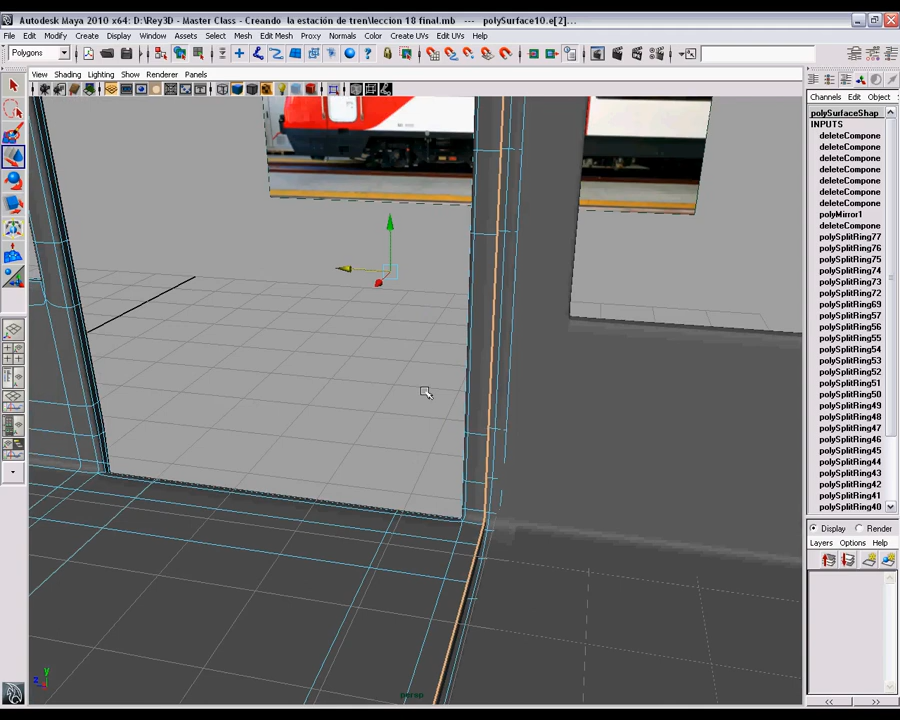 Autodesk Maya 2010 x64: D:\Rey3D - Master Class - Creando la estación de tren\leccion 18 final.mb --- polySurface10.e[2]...
File Edit Modify Create Display Window Assets Select Mesh Edit Mesh Proxy Normals Color Create UVs Edit UVs Help
Polygons
View Shading Lighting Show Renderer Panels
Channels Edit Object
polySurfaceShap
INPUTS
deleteCompone
deleteCompone
deleteCompone
deleteCompone
deleteCompone
deleteCompone
deleteCompone
polyMirror1
deleteCompone
polySplitRing77
polySplitRing76
polySplitRing75
polySplitRing74
polySplitRing73
polySplitRing72
polySplitRing69
polySplitRing57
polySplitRing56
polySplitRing55
polySplitRing54
polySplitRing53
polySplitRing52
polySplitRing51
polySplitRing50
polySplitRing49
polySplitRing48
polySplitRing47
polySplitRing46
polySplitRing45
polySplitRing44
polySplitRing43
polySplitRing42
polySplitRing41
polySplitRing40
Display Render
Layers Options Help
y
z
persp
<< >>